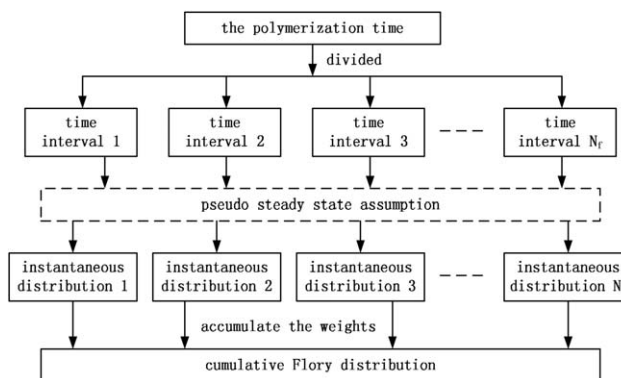 the polymerization time
divided
time
interval 1
time
interval 2
time
interval 3
time
interval Nf
pseudo steady state assumption
instantaneous
distribution 1
instantaneous
distribution 2
instantaneous
distribution 3
instantaneous
distribution N
accumulate the weights
cumulative Flory distribution